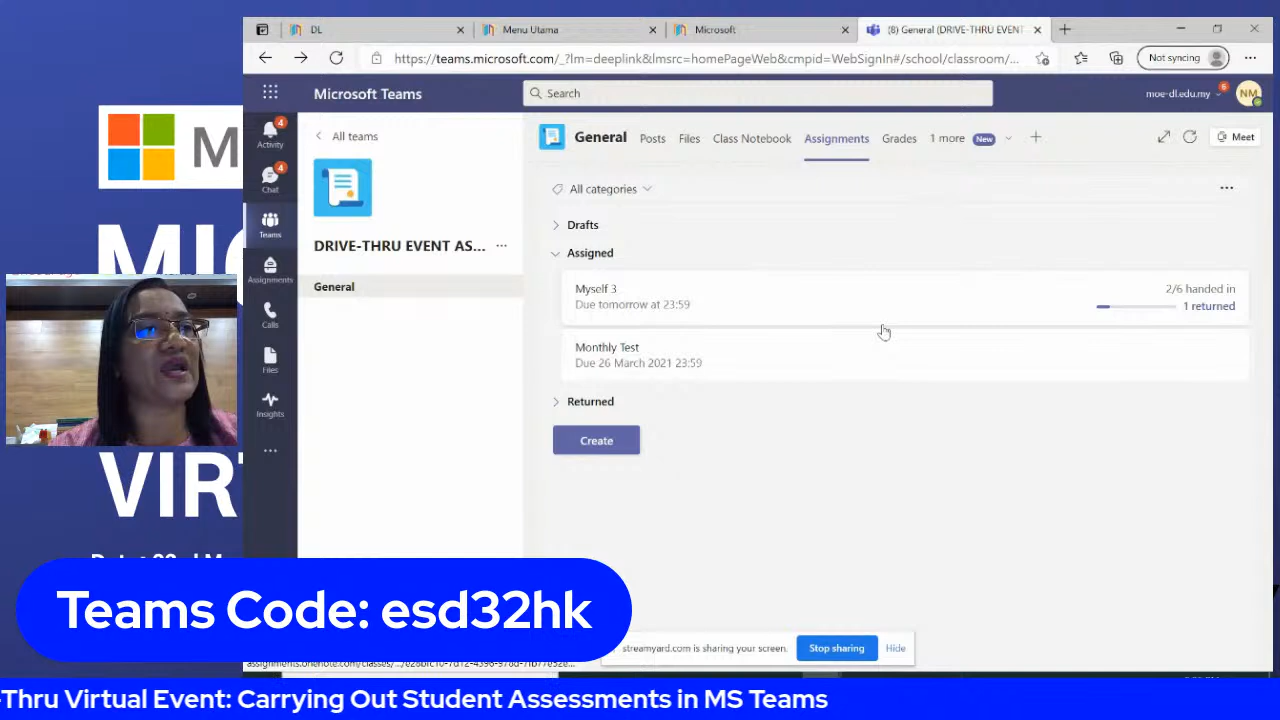 DL
Menu Utama
Microsoft
(8) General (DRIVE-THRU EVENT
https://teams.microsoft.com/_?lm=deeplink&lmsrc=homePageWeb&cmpid=WebSignIn#/school/classroom/...
Not syncing
Microsoft Teams
Search
moe-dl.edu.my
6
NM
4
Activity
4
Chat
Teams
Assignments
Calls
Files
Insights
All teams
DRIVE-THRU EVENT AS...
General
General
Posts
Files
Class Notebook
Assignments
Grades
1 more
New
Meet
All categories
Drafts
Assigned
Myself 3
2/6 handed in
Due tomorrow at 23:59
1 returned
Monthly Test
Due 26 March 2021 23:59
Returned
Create
M
VIR
Teams Code: esd32hk
streamyard.com is sharing your screen.
Stop sharing
Hide
-Thru Virtual Event: Carrying Out Student Assessments in MS Teams